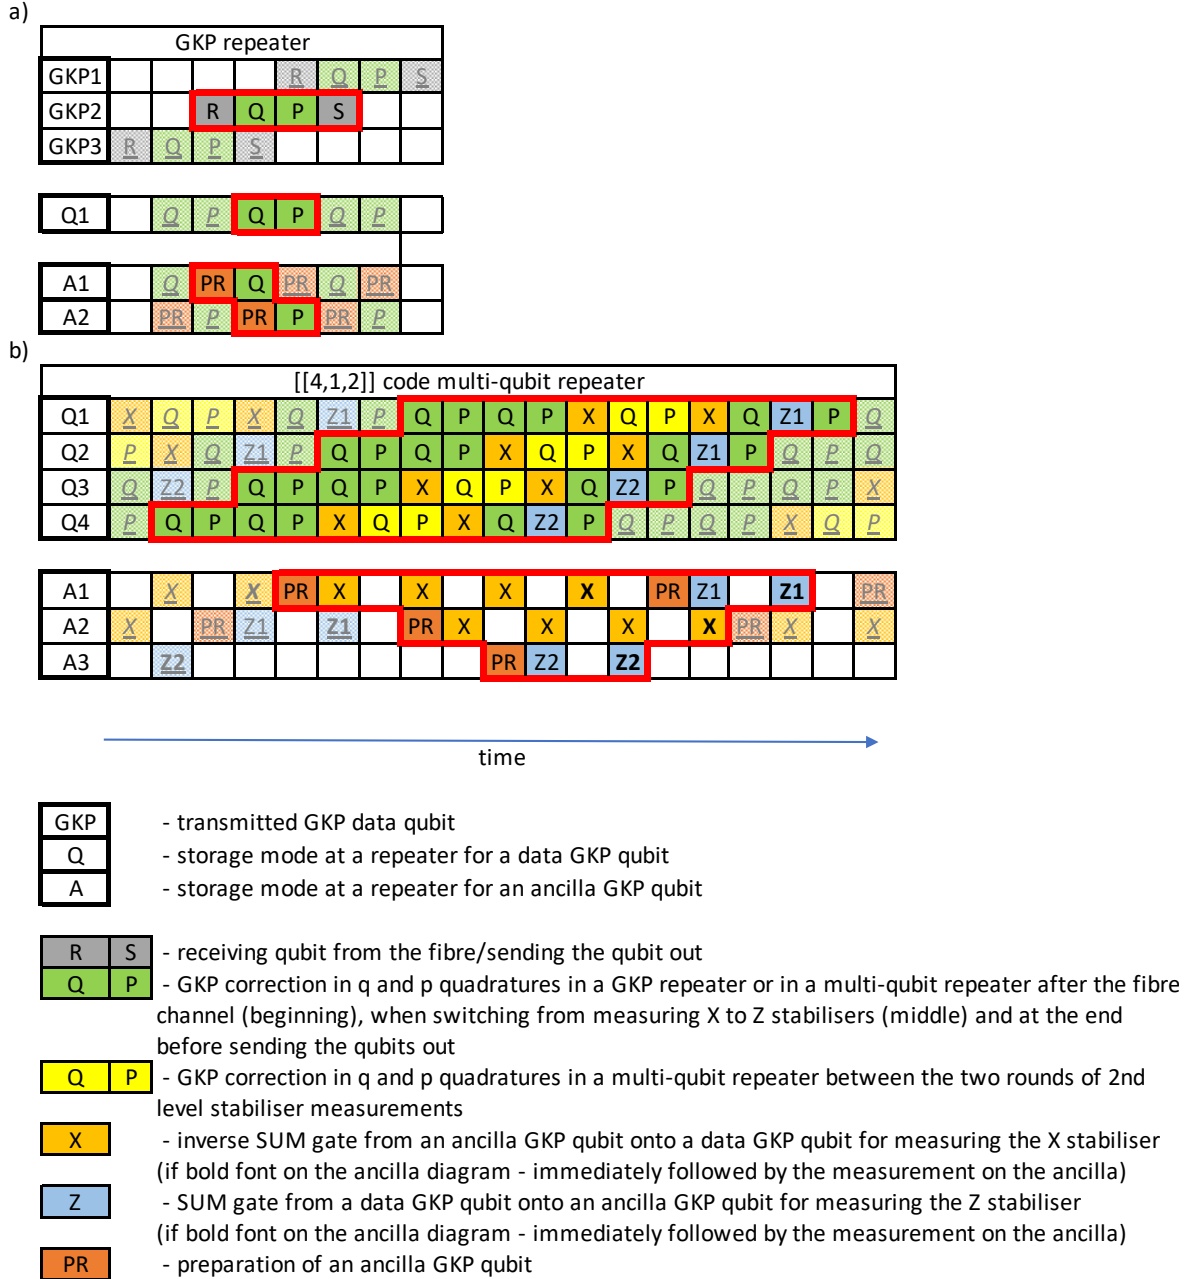 a)
GKP repeater
GKP1 R Q P S
GKP2 R Q P S
GKP3 R Q P S
Q1 Q P Q P Q P
A1 Q PR Q PR Q PR
A2 PR P PR P PR P
b)
[[4,1,2]] code multi-qubit repeater
Q1 X Q P X Q Z1 P Q P Q P X Q P X Q Z1 P Q
Q2 P X Q Z1 P Q P Q P X Q P X Q Z1 P Q P Q
Q3 Q Z2 P Q P Q P X Q P X Q Z2 P Q P Q P X
Q4 P Q P Q P X Q P X Q Z2 P Q P Q P X Q P
A1 X X PR X X X X PR Z1 Z1 PR
A2 X PR Z1 Z1 PR X X X X PR X X
A3 Z2 PR Z2 Z2
time
GKP - transmitted GKP data qubit
Q - storage mode at a repeater for a data GKP qubit
A - storage mode at a repeater for an ancilla GKP qubit
R S - receiving qubit from the fibre/sending the qubit out
Q P - GKP correction in q and p quadratures in a GKP repeater or in a multi-qubit repeater after the fibre
channel (beginning), when switching from measuring X to Z stabilisers (middle) and at the end
before sending the qubits out
Q P - GKP correction in q and p quadratures in a multi-qubit repeater between the two rounds of 2nd
level stabiliser measurements
X - inverse SUM gate from an ancilla GKP qubit onto a data GKP qubit for measuring the X stabiliser
(if bold font on the ancilla diagram - immediately followed by the measurement on the ancilla)
Z - SUM gate from a data GKP qubit onto an ancilla GKP qubit for measuring the Z stabiliser
(if bold font on the ancilla diagram - immediately followed by the measurement on the ancilla)
PR - preparation of an ancilla GKP qubit